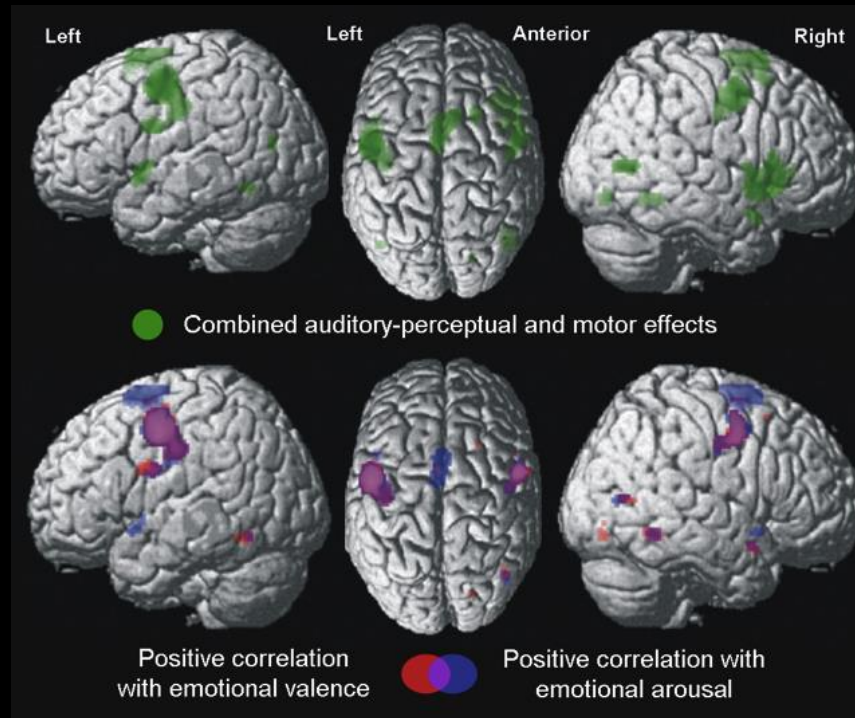 Left
Left
Anterior
Right
Combined auditory-perceptual and motor effects
Positive correlation
with emotional valence
Positive correlation with
emotional arousal